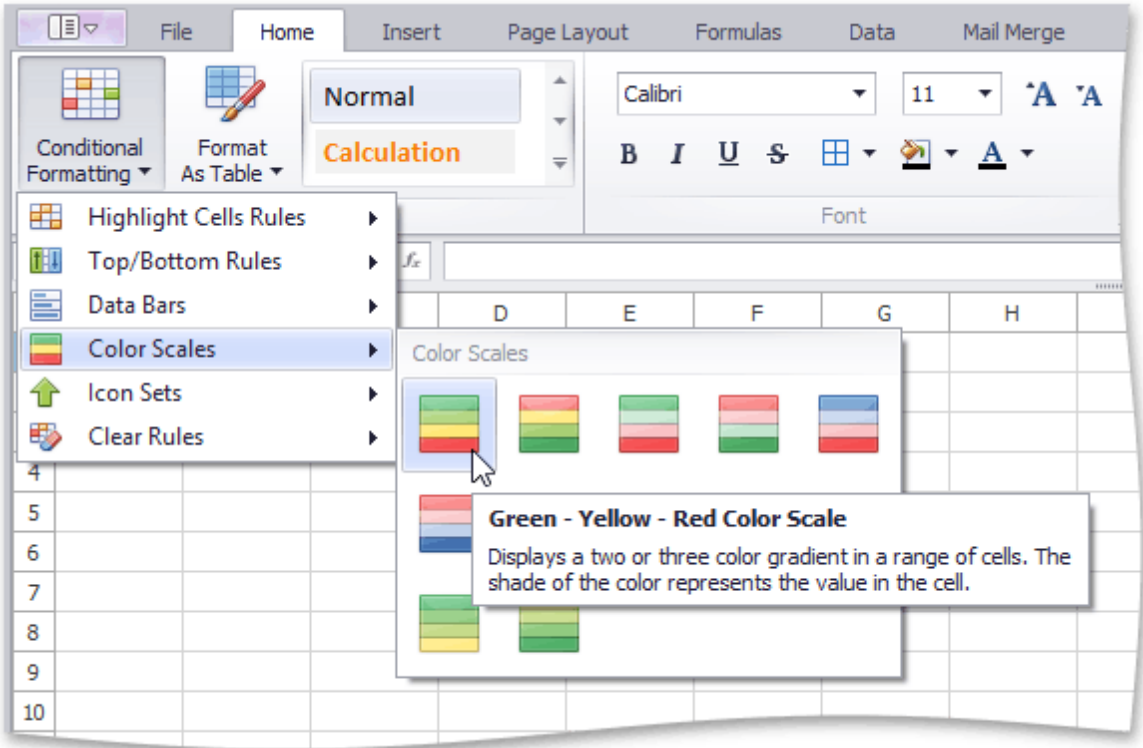 File Home Insert Page Layout Formulas Data Mail Merge
Conditional
Formatting
Format
As Table
Normal
Calculation
Calibri 11 A A
B I U S A
Font
Highlight Cells Rules
Top/Bottom Rules
Data Bars
Color Scales
Icon Sets
Clear Rules
fx
D E F G H
Color Scales
Green - Yellow - Red Color Scale
Displays a two or three color gradient in a range of cells. The
shade of the color represents the value in the cell.
4
5
6
7
8
9
10